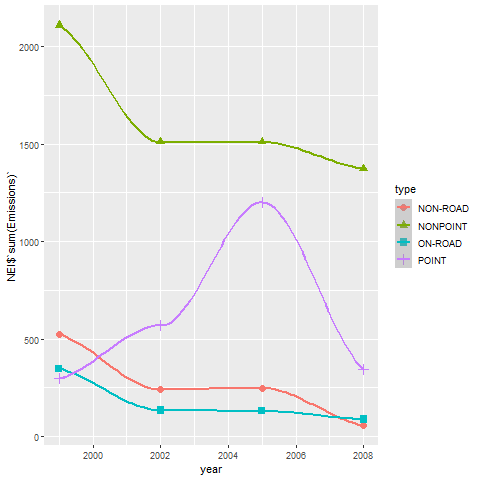 NEI$`sum(Emissions)`
2000
1500
1000
500
0
2000
2002
2004
2006
2008
year
type
NON-ROAD
NONPOINT
ON-ROAD
POINT